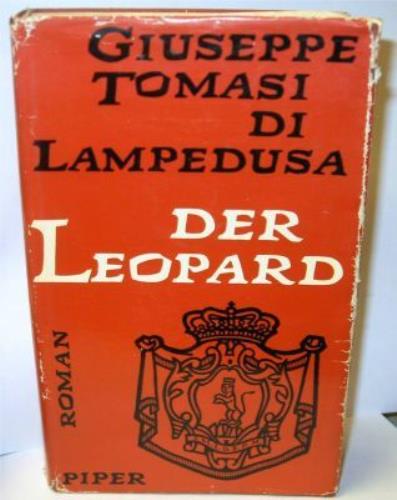 GIUSEPPE
TOMASI
DI
LAMPEDUSA
DER
LEOPARD
ROMAN
PIPER